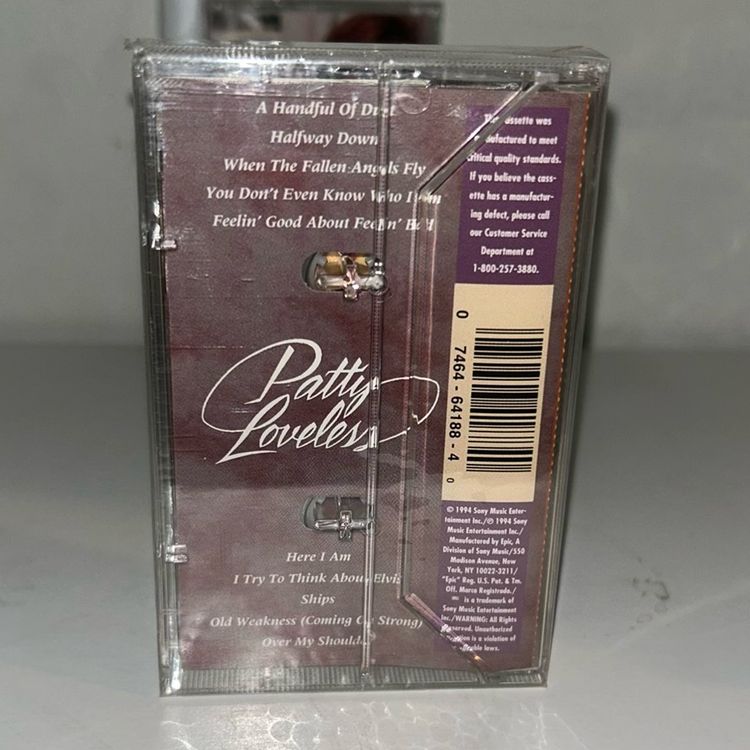 A Handful Of Dust
Halfway Down
When The Fallen Angels Fly
You Don't Even Know Who I Am
Feelin' Good About Feelin' Bad
Patty
Loveless
Here I Am
I Try To Think About Elvis
Ships
Old Weakness (Coming On Strong)
Over My Shoulder
This cassette was
manufactured to meet
critical quality standards.
If you believe the cass-
ette has a manufactur-
ing defect, please call
our Customer Service
Department at
1-800-257-3880.
0 7464-64188-4 0
© 1994 Sony Music Enter-
tainment Inc./℗ 1994 Sony
Music Entertainment Inc./
Manufactured by Epic, A
Division of Sony Music/550
Madison Avenue, New
York, NY 10022-3211/
"Epic" Reg. U.S. Pat. & Tm.
Off. Marca Registrada./
is a trademark of
Sony Music Entertainment
Inc./WARNING: All Rights
Reserved. Unauthorized
is a violation of
laws.